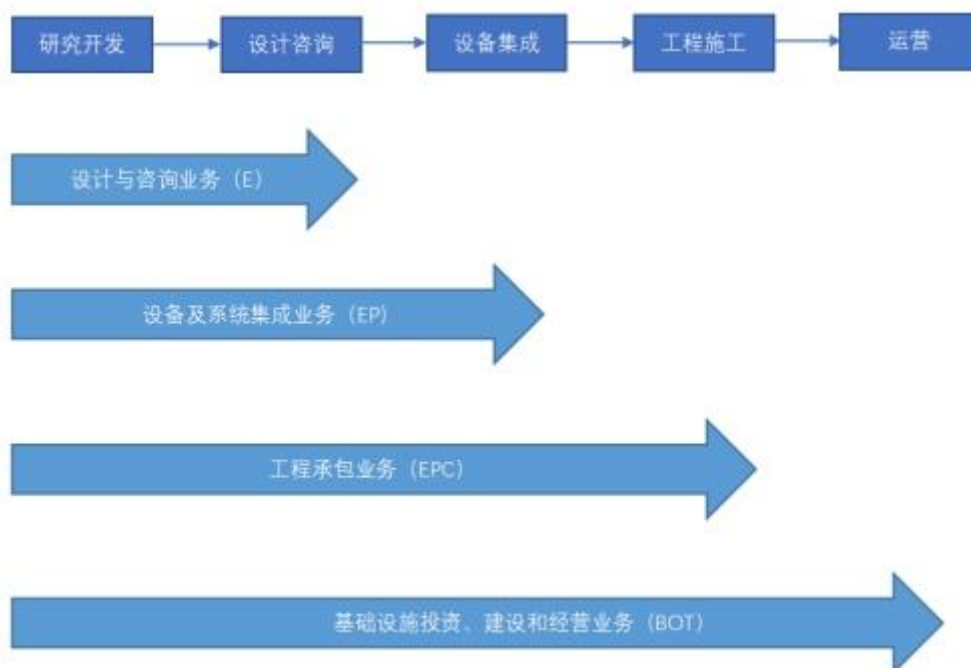 研究开发
设计咨询
设备集成
工程施工
运营
设计与咨询业务（E）
设备及系统集成业务（EP）
工程承包业务（EPC）
基础设施投资、建设和经营业务（BOT）